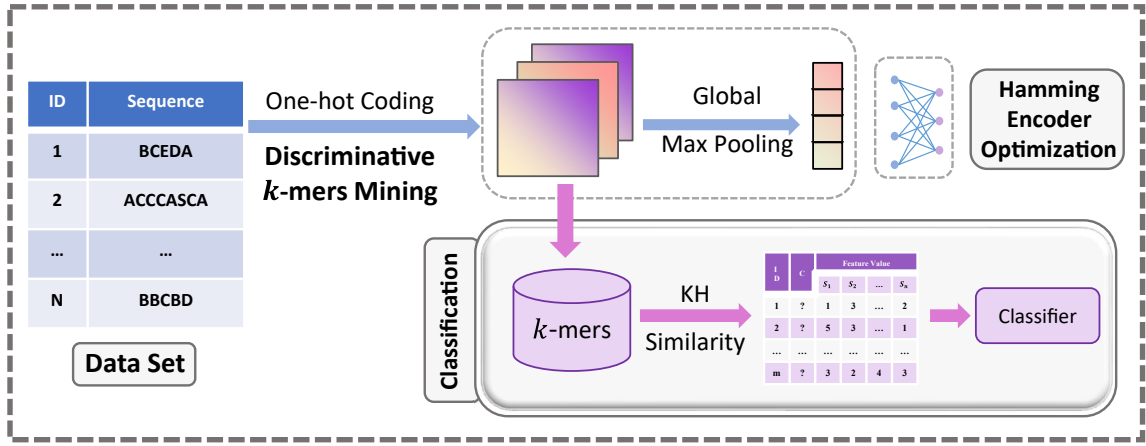 ID Sequence
1 BCEDA
2 ACCCASCA
... ...
N BBCBD
Data Set
One-hot Coding
Discriminative
k-mers Mining
Global
Max Pooling
Hamming
Encoder
Optimization
Classification
k-mers
KH
Similarity
I D C Feature Value
S1 S2 ... Sn
1 ? 1 3 ... 2
2 ? 5 3 ... 1
... ... ... ... ... ...
m ? 3 2 4 3
Classifier